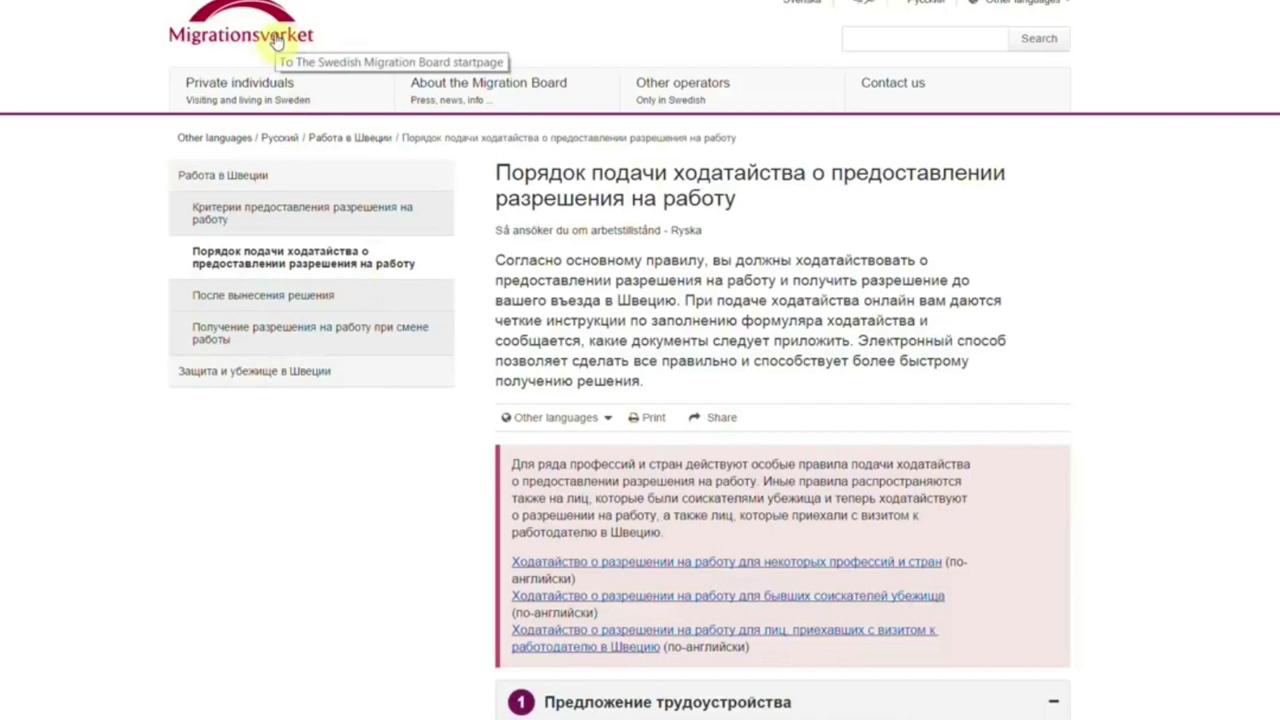 Svenska Русский Other languages
Migrationsverket
Search
To The Swedish Migration Board startpage
Private individuals About the Migration Board Other operators Contact us
Visiting and living in Sweden Press, news, info ... Only in Swedish
Other languages / Русский / Работа в Швеции / Порядок подачи ходатайства о предоставлении разрешения на работу
Работа в Швеции
Критерии предоставления разрешения на
работу
Порядок подачи ходатайства о
предоставлении разрешения на работу
После вынесения решения
Получение разрешения на работу при смене
работы
Защита и убежище в Швеции
Порядок подачи ходатайства о предоставлении
разрешения на работу
Så ansöker du om arbetstillstånd - Ryska
Согласно основному правилу, вы должны ходатайствовать о
предоставлении разрешения на работу и получить разрешение до
вашего въезда в Швецию. При подаче ходатайства онлайн вам даются
четкие инструкции по заполнению формуляра ходатайства и
сообщается, какие документы следует приложить. Электронный способ
позволяет сделать все правильно и способствует более быстрому
получению решения.
Other languages Print Share
Для ряда профессий и стран действуют особые правила подачи ходатайства
о предоставлении разрешения на работу. Иные правила распространяются
также на лиц, которые были соискателями убежища и теперь ходатайствуют
о разрешении на работу, а также лиц, которые приехали с визитом к
работодателю в Швецию.
Ходатайство о разрешении на работу для некоторых профессий и стран (по-
английски)
Ходатайство о разрешении на работу для бывших соискателей убежища
(по-английски)
Ходатайство о разрешении на работу для лиц, приехавших с визитом к
работодателю в Швецию (по-английски)
1 Предложение трудоустройства